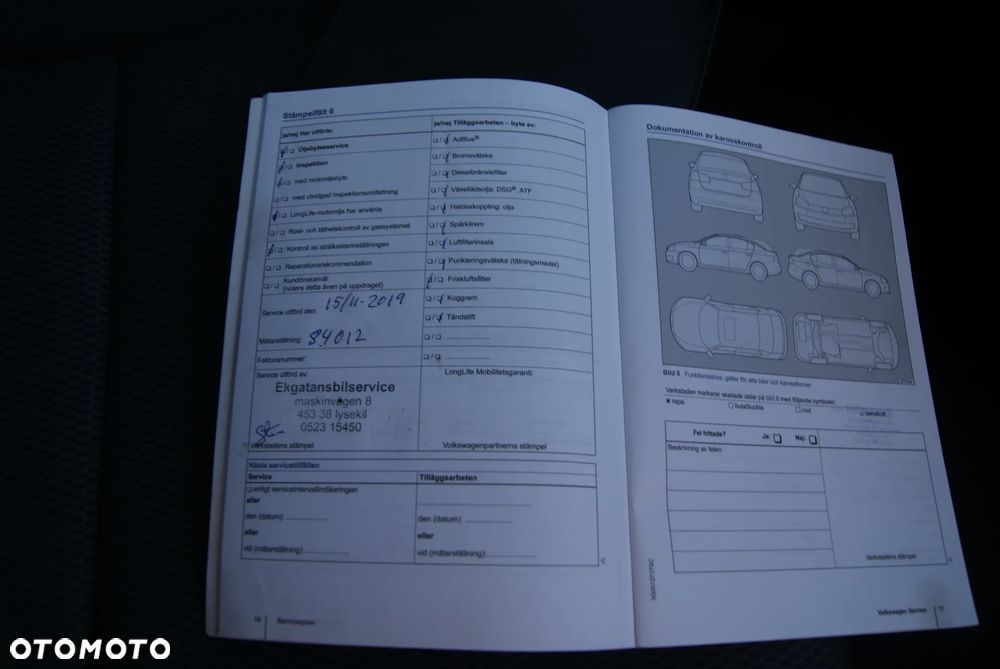 Stämpelfält 6
ja/nej Har utförts:
Oljebytesservice
Inspektion
med motoroljebyte
med utvidgad inspektionsomfattning
LongLife-motorolja har använts
Rost- och täthetskontroll av gassystemet
Kontroll av strålkastarinställningen
Reparationsrekommendation
Kundönskemål
(notera detta även på uppdraget)
Service utförd den: 15/11-2019
Mätarställning: 84012
Fakturanummer:
Service utförd av:
Ekgatansbilservice
maskinvägen 8
453 38 lysekil
0523 15450
Verkstadens stämpel
ja/nej Tilläggsarbeten – byte av:
AdBlue®
Bromsvätska
Dieselbränslefilter
Växellådsolja: DSG®, ATF
Haldexkoppling: olja
Spårkilrem
Luftfilterinsats
Punkteringsvätska (tätningsmedel)
Friskluftsfilter
Kuggrem
Tändstift
LongLife Mobilitetsgaranti:
Volkswagenpartnerns stämpel
Nästa servicetillfällen
Service
enligt serviceintervallindikeringen
eller
den (datum):
eller
vid (mätarställning):
Tilläggsarbeten
den (datum):
eller
vid (mätarställning):
Serviceplan
Dokumentation av karosskontroll
Bild 8 Funktionsskiss: gäller för alla bilar och karossformer
Verkstaden markerar skadade delar på bild 8 med följande symboler:
x repa
bula/buckla
rost
Fel hittade? Ja: Nej:
Beskrivning av felen:
Verkstadens stämpel
Volkswagen Service
OTOMOTO